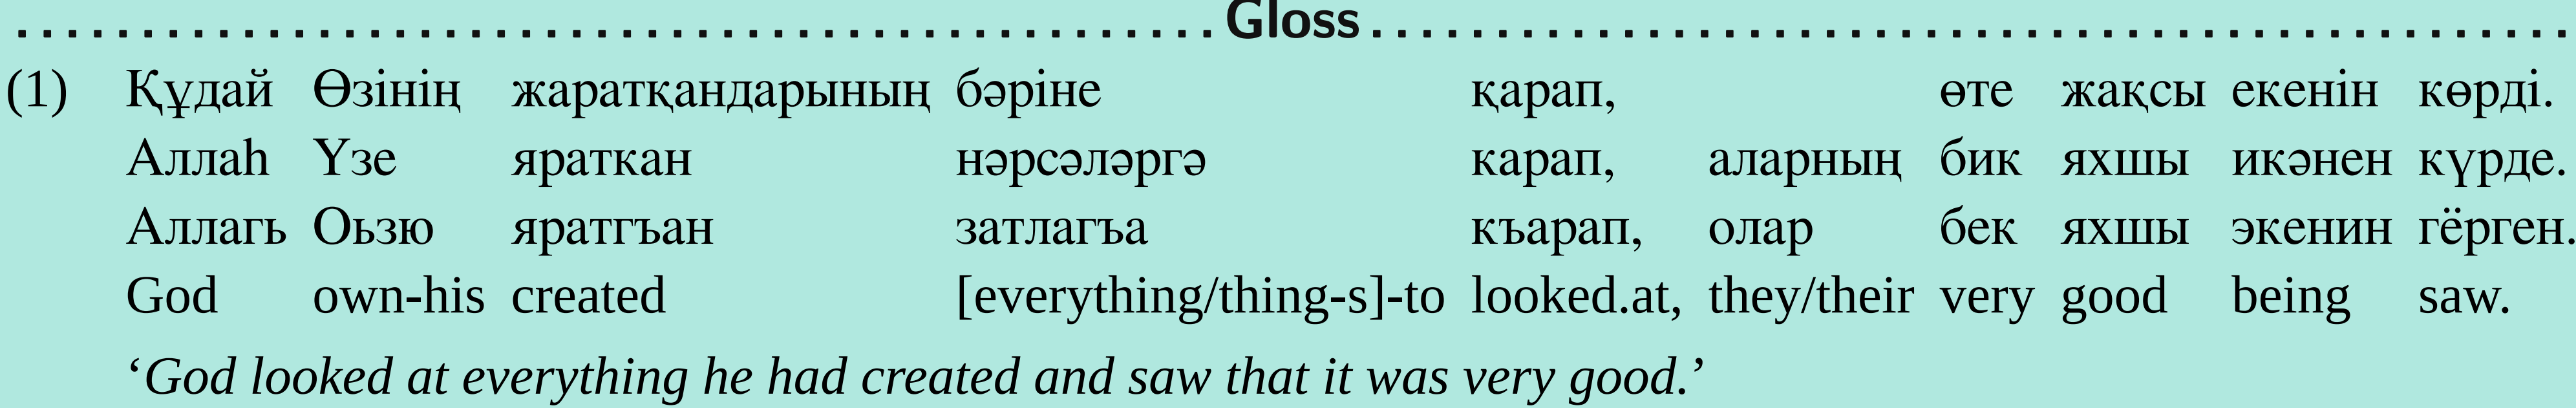 Gloss
(1) Құдай Өзінің жаратқандарының бәріне қарап, өте жақсы екенін көрді.
Аллаһ Үзе яраткан нәрсәләргә карап, аларның бик яхшы икәнен күрде.
Аллагь Оьзю яратгъан затлагъа къарап, олар бек яхшы экенин гёрген.
God own-his created [everything/thing-s]-to looked.at, they/their very good being saw.
‘God looked at everything he had created and saw that it was very good.’